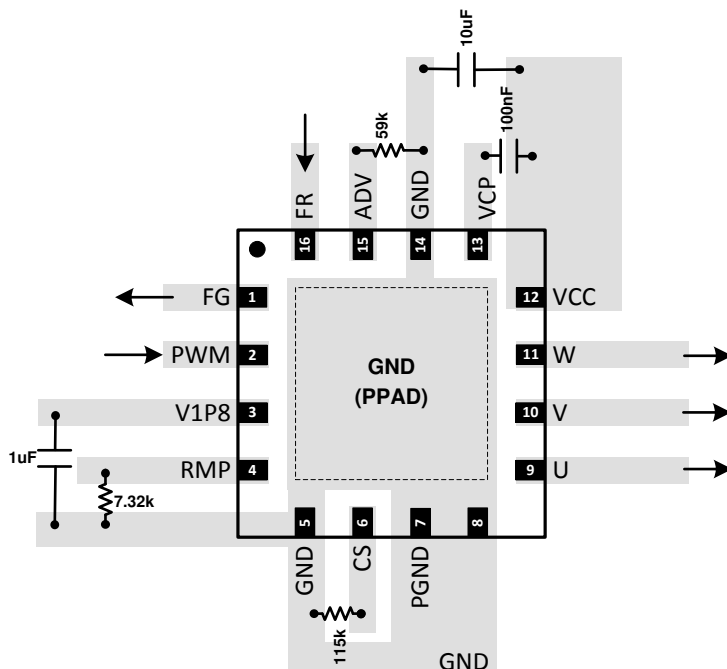 10uF
100nF
59k
FR
ADV
GND
VCP
16
15
14
13
FG
1
12
VCC
PWM
2
11
W
GND
(PPAD)
V1P8
3
10
V
1uF
RMP
4
9
U
7.32k
5
6
7
8
GND
CS
PGND
115k
GND